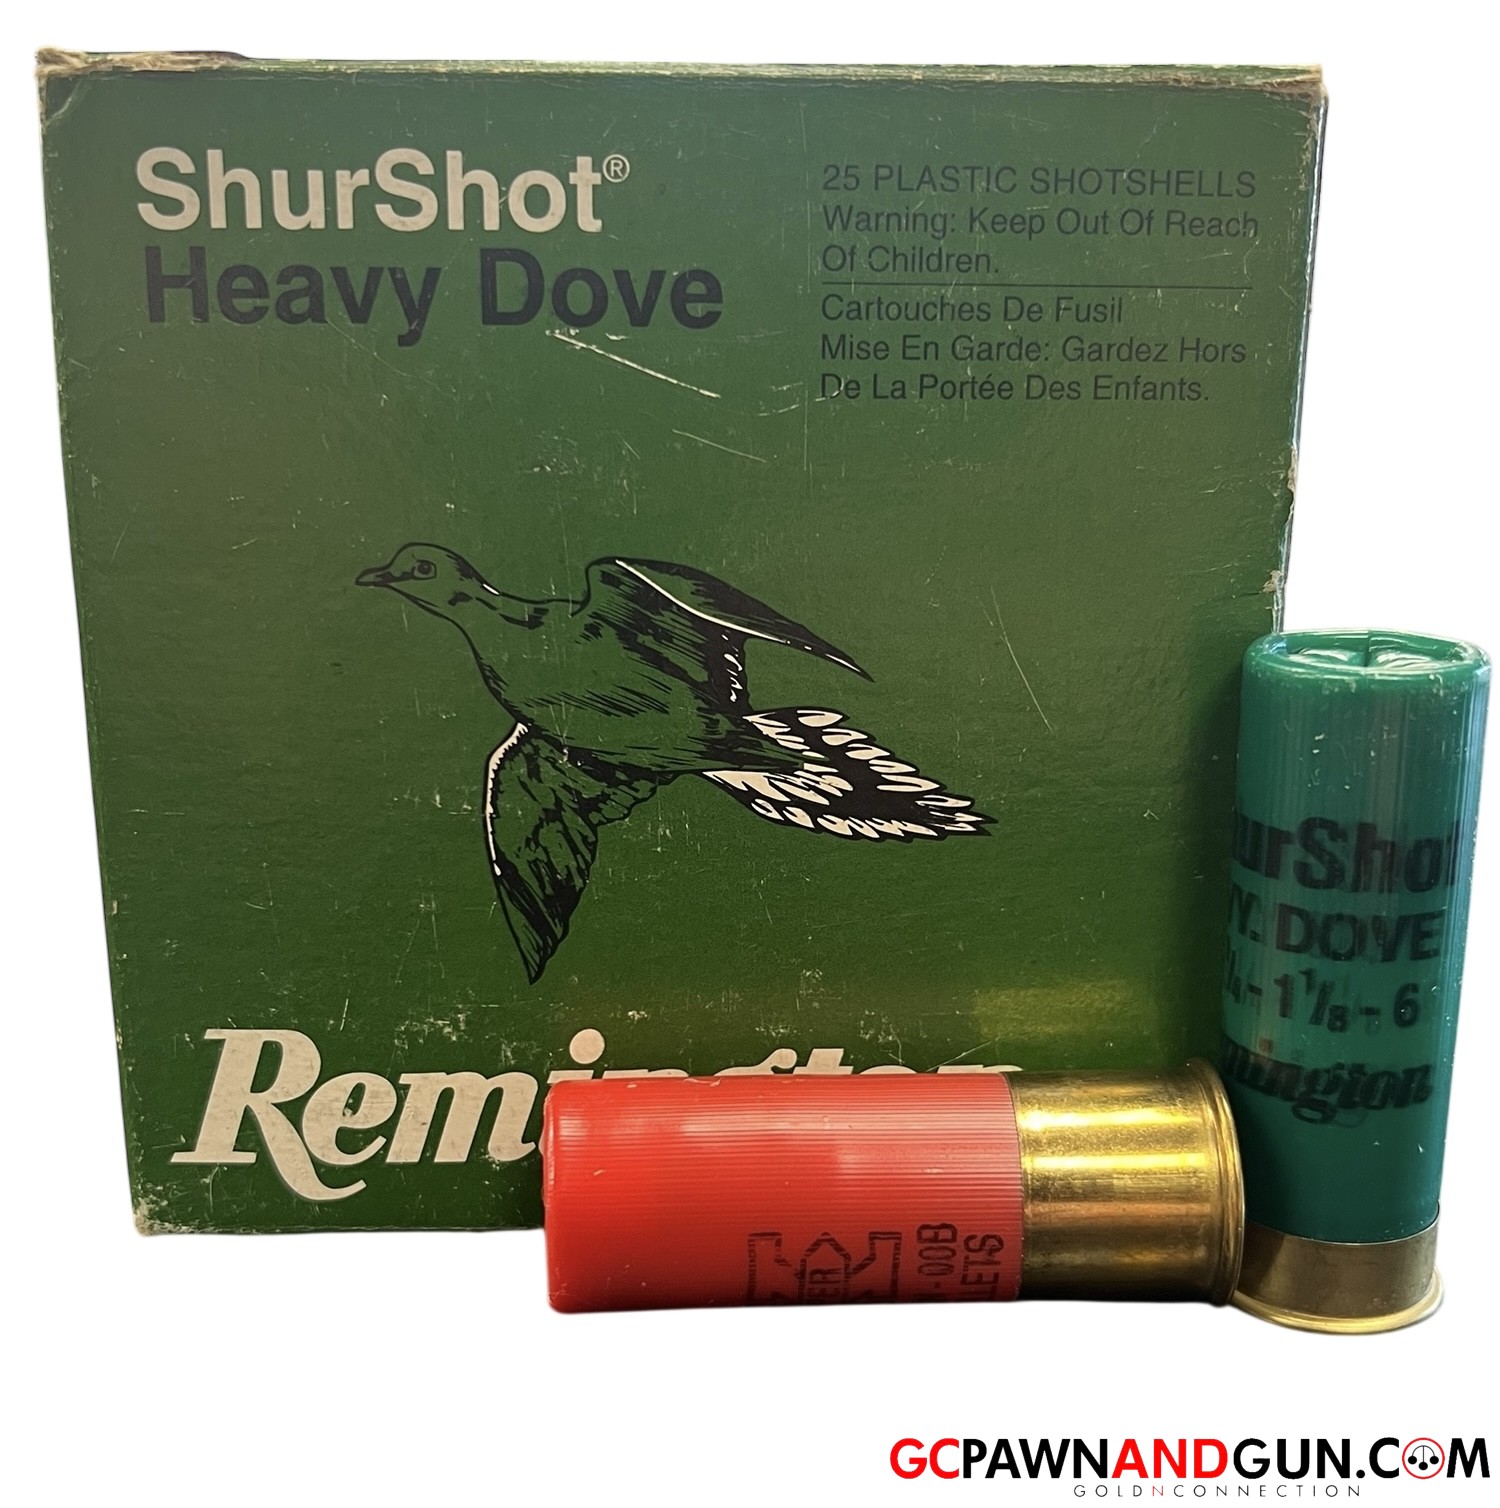 ShurShot®
Heavy Dove
25 PLASTIC SHOTSHELLS
Warning: Keep Out Of Reach
Of Children.
Cartouches De Fusil
Mise En Garde: Gardez Hors
De La Portée Des Enfants.
Remington
urShot
Y. DOVE
1⅛ - 6
mington
00B
LETS
GCPAWNANDGUN.COM
GOLDNCONNECTION